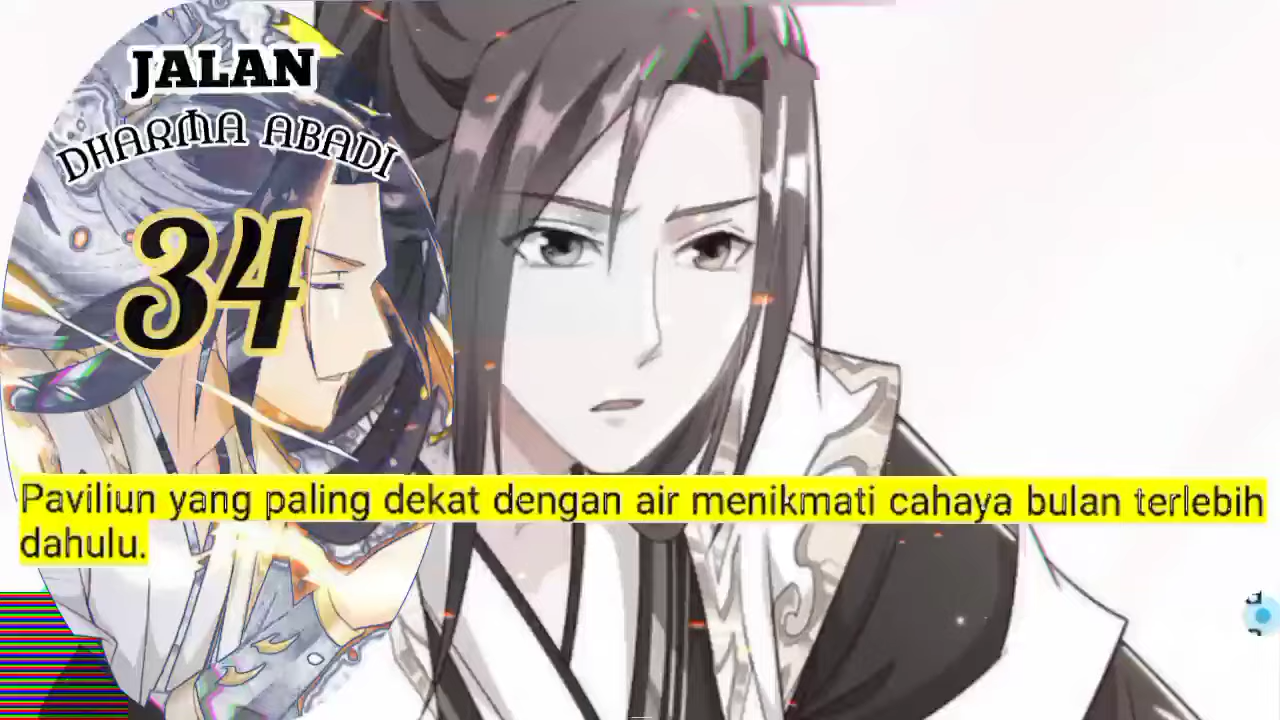 JALAN
DHARMA ABADI
34
Paviliun yang paling dekat dengan air menikmati cahaya bulan terlebih
dahulu.